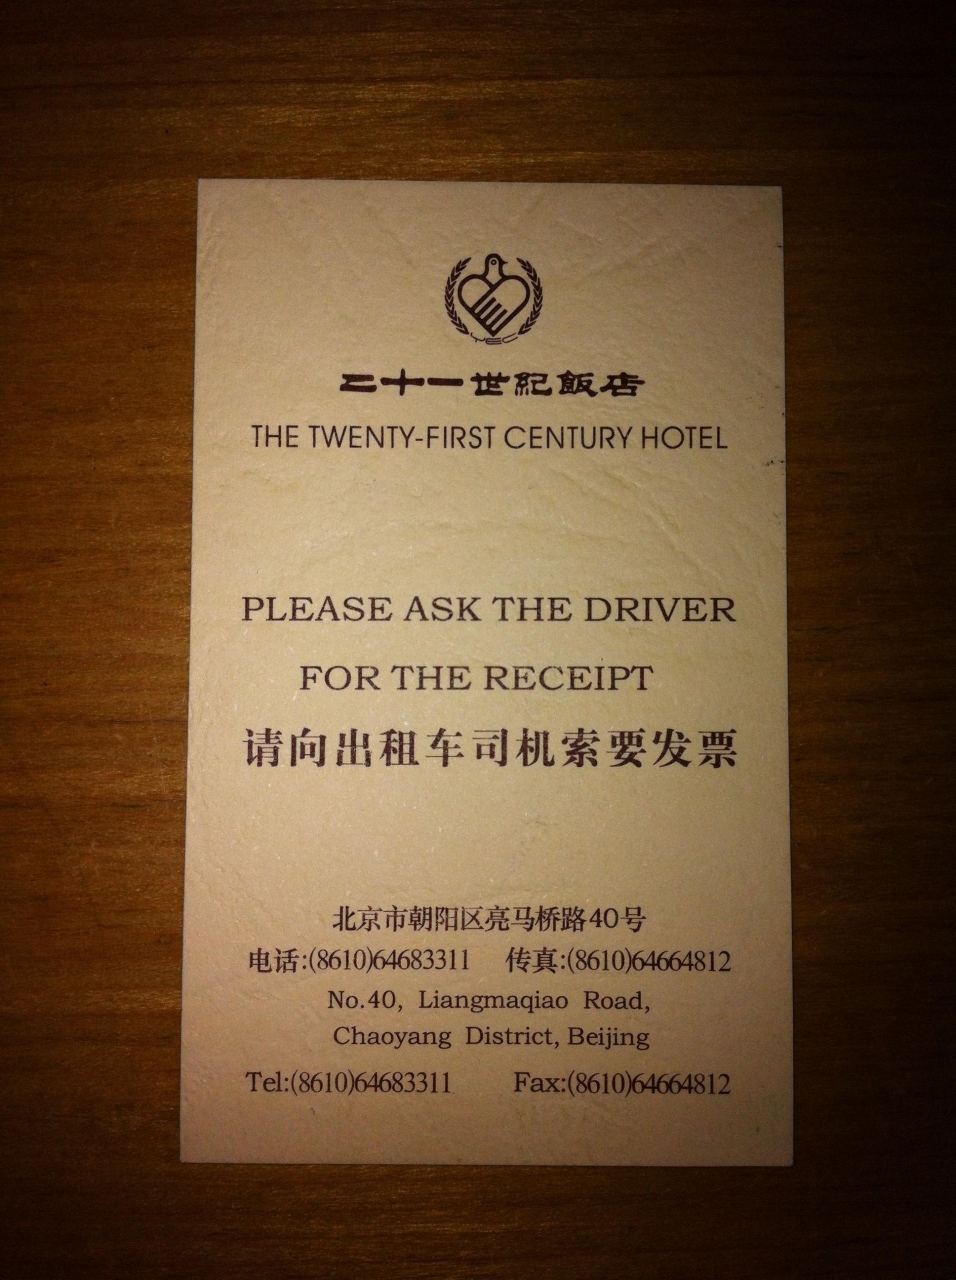 YEC
二十一世紀飯店
THE TWENTY-FIRST CENTURY HOTEL
PLEASE ASK THE DRIVER
FOR THE RECEIPT
请向出租车司机索要发票
北京市朝阳区亮马桥路40号
电话:(8610)64683311 传真:(8610)64664812
No.40, Liangmaqiao Road,
Chaoyang District, Beijing
Tel:(8610)64683311 Fax:(8610)64664812